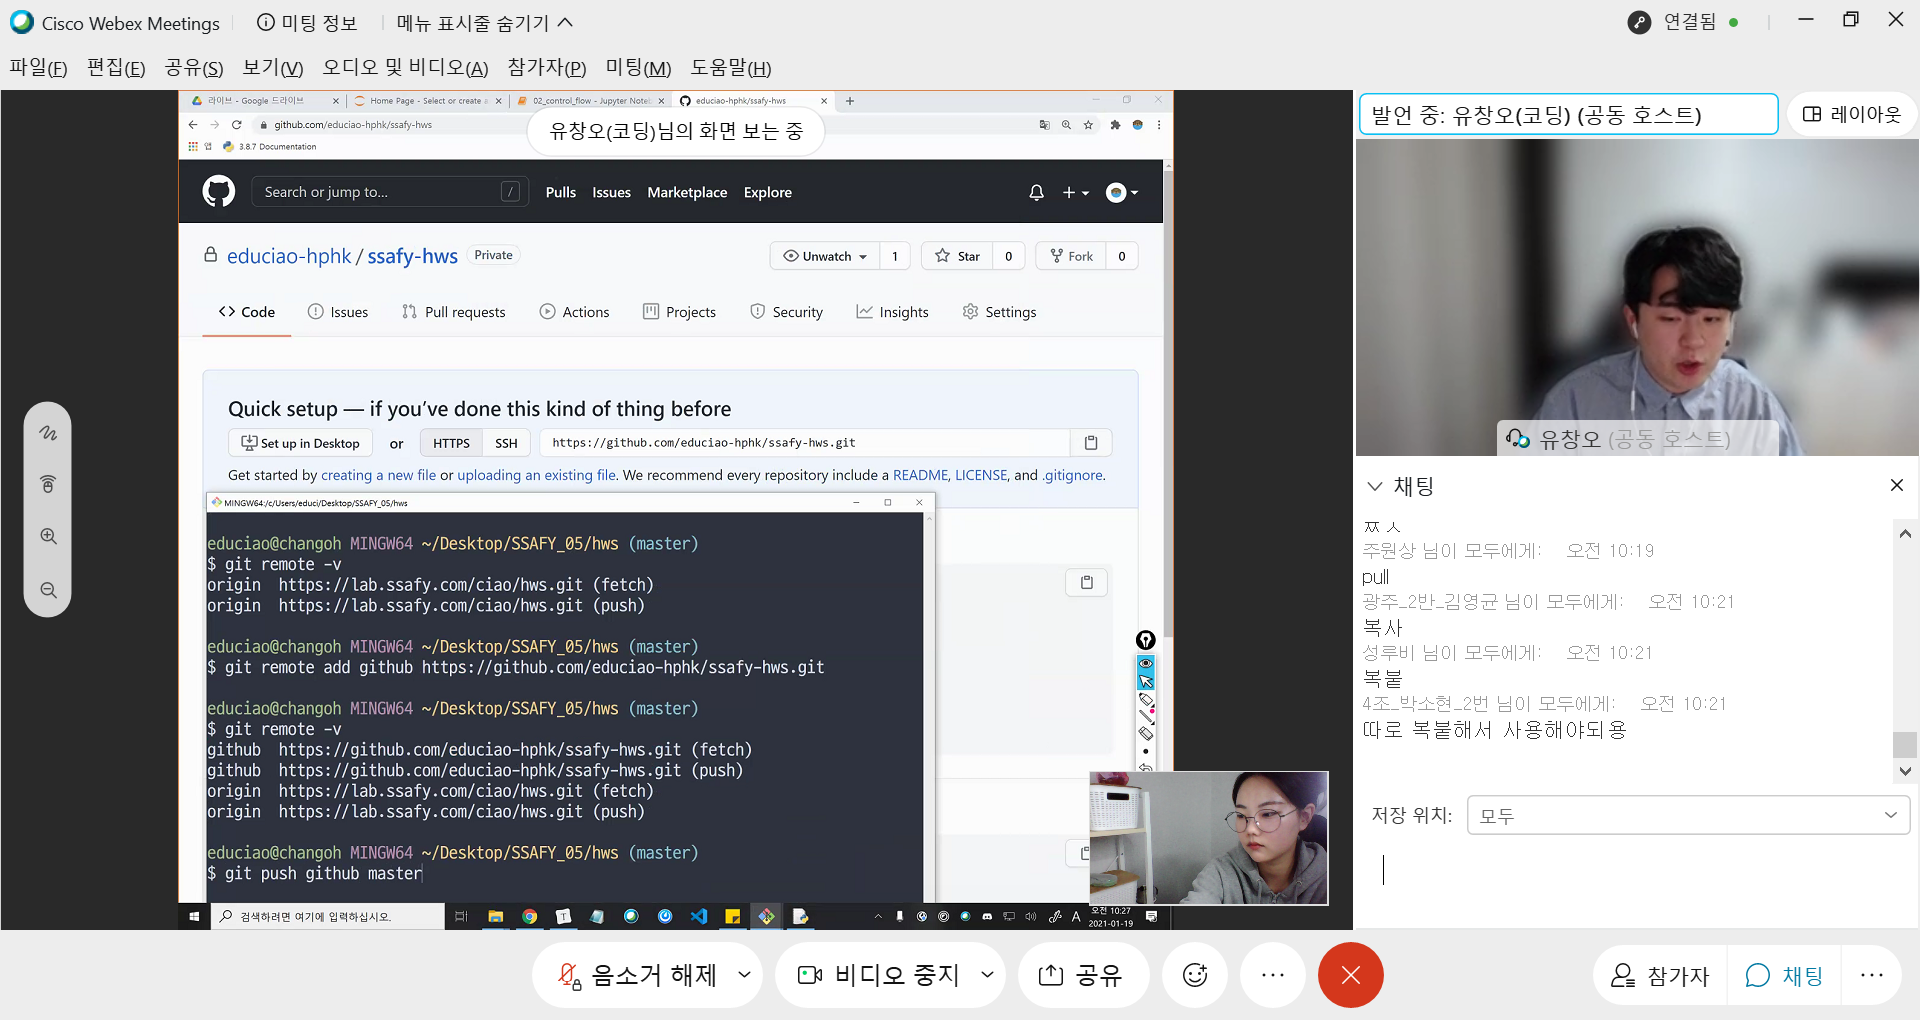 Cisco Webex Meetings
미팅 정보
메뉴 표시줄 숨기기
연결됨
파일(F) 편집(E) 공유(S) 보기(V) 오디오 및 비디오(A) 참가자(P) 미팅(M) 도움말(H)
라이브 - Google 드라이브
Home Page - Select or create a
02_control_flow - Jupyter Noteb
educiao-hphk/ssafy-hws
github.com/educiao-hphk/ssafy-hws
유창오(코딩)님의 화면 보는 중
앱
3.8.7 Documentation
Search or jump to...
/
Pulls Issues Marketplace Explore
educiao-hphk / ssafy-hws Private
Unwatch 1
Star 0
Fork 0
Code Issues Pull requests Actions Projects Security Insights Settings
Quick setup — if you've done this kind of thing before
Set up in Desktop or HTTPS SSH https://github.com/educiao-hphk/ssafy-hws.git
Get started by creating a new file or uploading an existing file. We recommend every repository include a README, LICENSE, and .gitignore.
MINGW64:/c/Users/educi/Desktop/SSAFY_05/hws
educiao@changoh MINGW64 ~/Desktop/SSAFY_05/hws (master)
$ git remote -v
origin https://lab.ssafy.com/ciao/hws.git (fetch)
origin https://lab.ssafy.com/ciao/hws.git (push)
educiao@changoh MINGW64 ~/Desktop/SSAFY_05/hws (master)
$ git remote add github https://github.com/educiao-hphk/ssafy-hws.git
educiao@changoh MINGW64 ~/Desktop/SSAFY_05/hws (master)
$ git remote -v
github https://github.com/educiao-hphk/ssafy-hws.git (fetch)
github https://github.com/educiao-hphk/ssafy-hws.git (push)
origin https://lab.ssafy.com/ciao/hws.git (fetch)
origin https://lab.ssafy.com/ciao/hws.git (push)
educiao@changoh MINGW64 ~/Desktop/SSAFY_05/hws (master)
$ git push github master
검색하려면 여기에 입력하십시오.
A
오전 10:27
2021-01-19
발언 중: 유창오(코딩) (공동 호스트)
레이아웃
유창오 (공동 호스트)
채팅
ㅉㅅ
주원상 님이 모두에게: 오전 10:19
pull
광주_2반_김영균 님이 모두에게: 오전 10:21
복사
성루비 님이 모두에게: 오전 10:21
복붙
4조_박소현_2번 님이 모두에게: 오전 10:21
따로 복붙해서 사용해야되용
저장 위치: 모두
음소거 해제
비디오 중지
공유
참가자
채팅